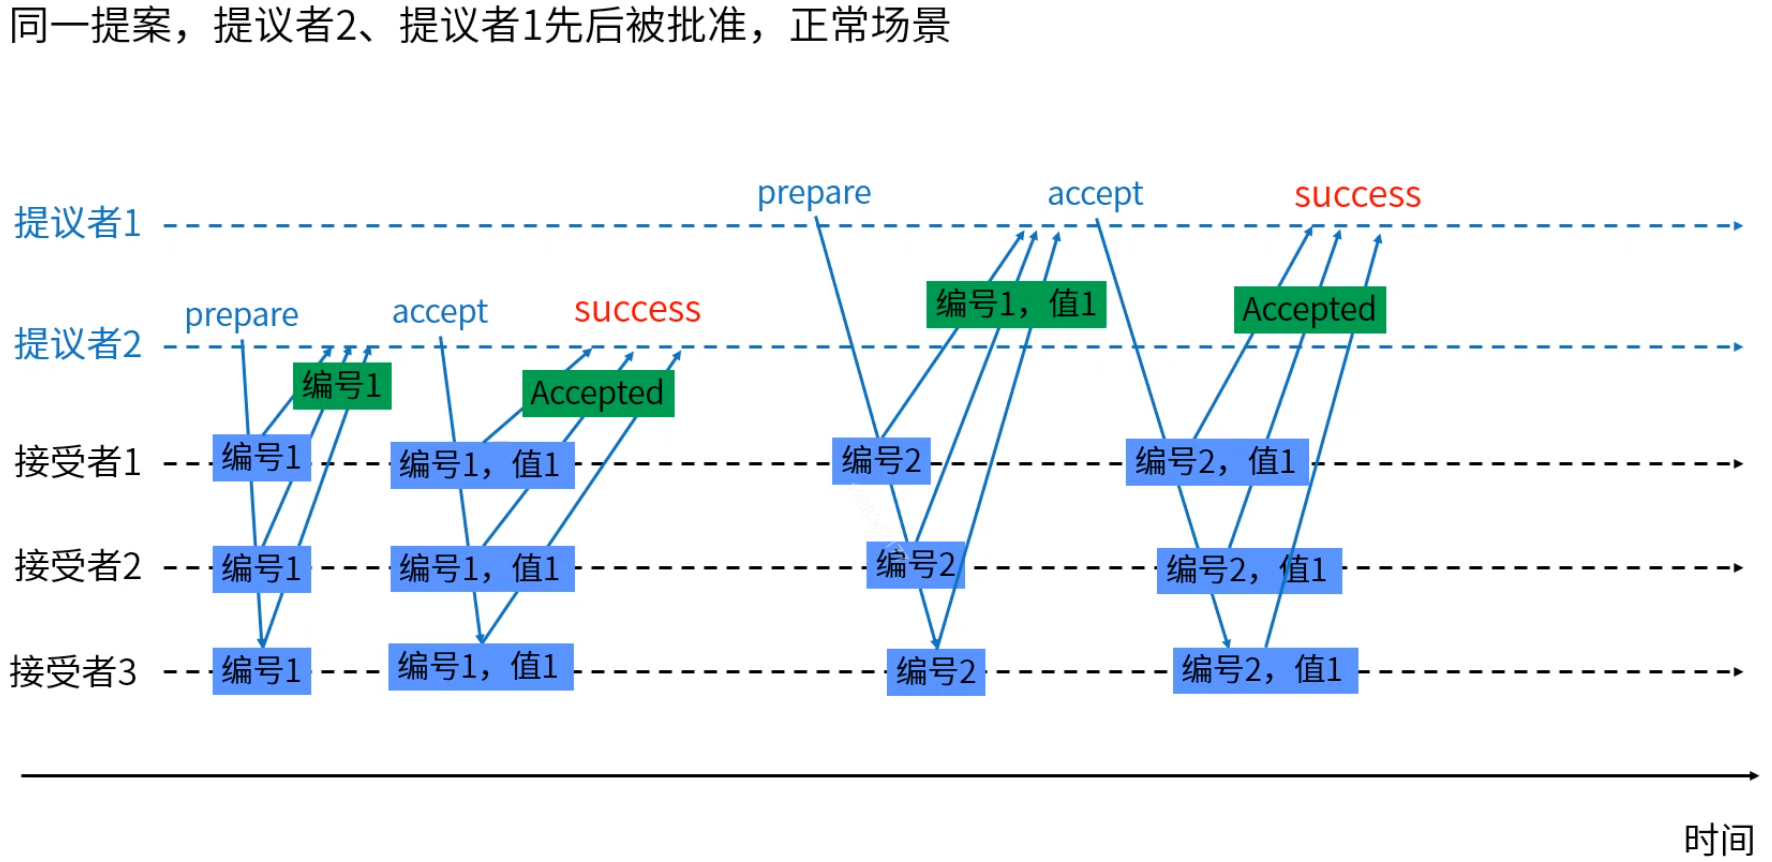 同一提案，提议者2、提议者1先后被批准，正常场景
prepare
accept
success
提议者1
编号1，值1
Accepted
prepare
accept
success
提议者2
编号1
Accepted
接受者1
编号1
编号1，值1
编号2
编号2，值1
接受者2
编号1
编号1，值1
编号2
编号2，值1
接受者3
编号1
编号1，值1
编号2
编号2，值1
时间